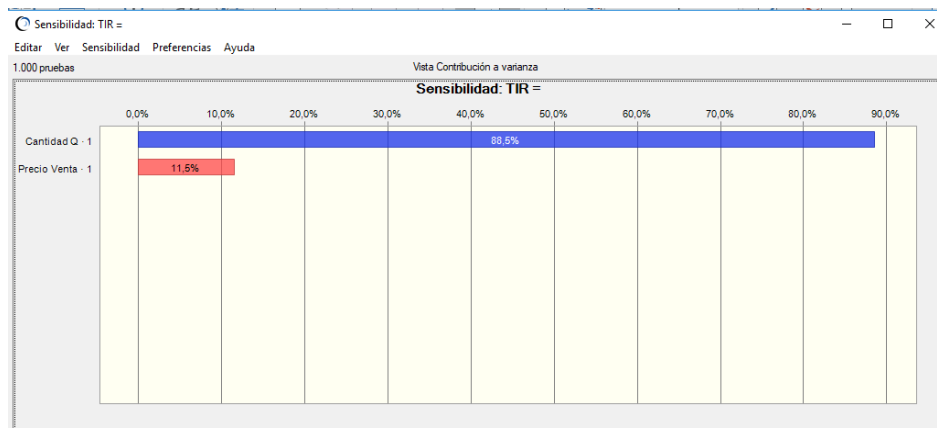 Sensibilidad: TIR =
Editar Ver Sensibilidad Preferencias Ayuda
1.000 pruebas
Vista Contribución a varianza
Sensibilidad: TIR =
0,0% 10,0% 20,0% 30,0% 40,0% 50,0% 60,0% 70,0% 80,0% 90,0%
Cantidad Q - 1 88,5%
Precio Venta - 1 11,5%